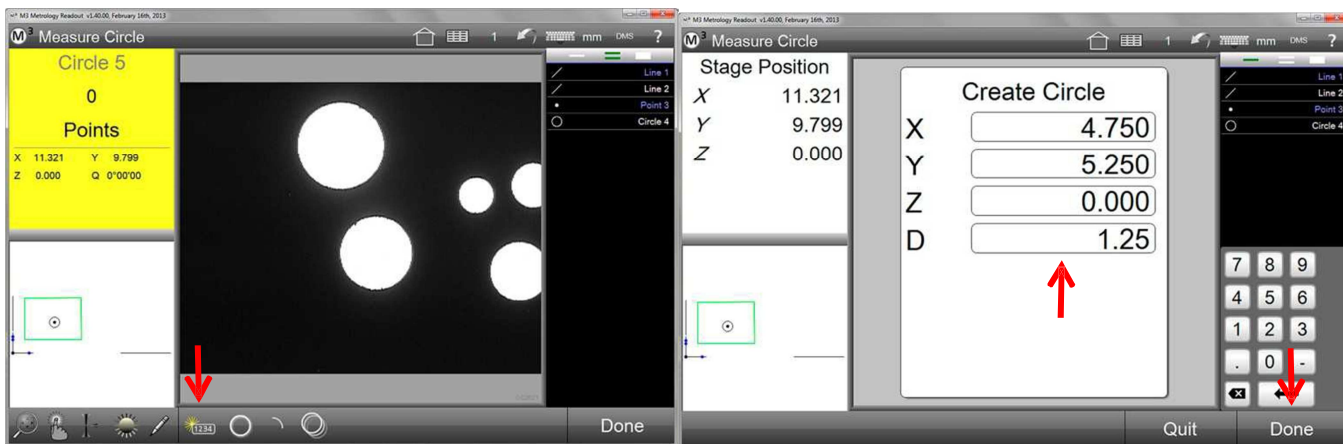 M3 Metrology Readout v1.40.00, February 16th, 2013
M3 Measure Circle
1
mm
DMS
?
Circle 5
0
Points
X 11.321 Y 9.799
Z 0.000 Q 0°00'00
Line 1
Line 2
Point 3
Circle 4
1234
Done
M3 Metrology Readout v1.40.00, February 16th, 2013
M3 Measure Circle
1
mm
DMS
?
Stage Position
X 11.321
Y 9.799
Z 0.000
Create Circle
X 4.750
Y 5.250
Z 0.000
D 1.25
Line 1
Line 2
Point 3
Circle 4
7 8 9
4 5 6
1 2 3
. 0 -
Quit
Done